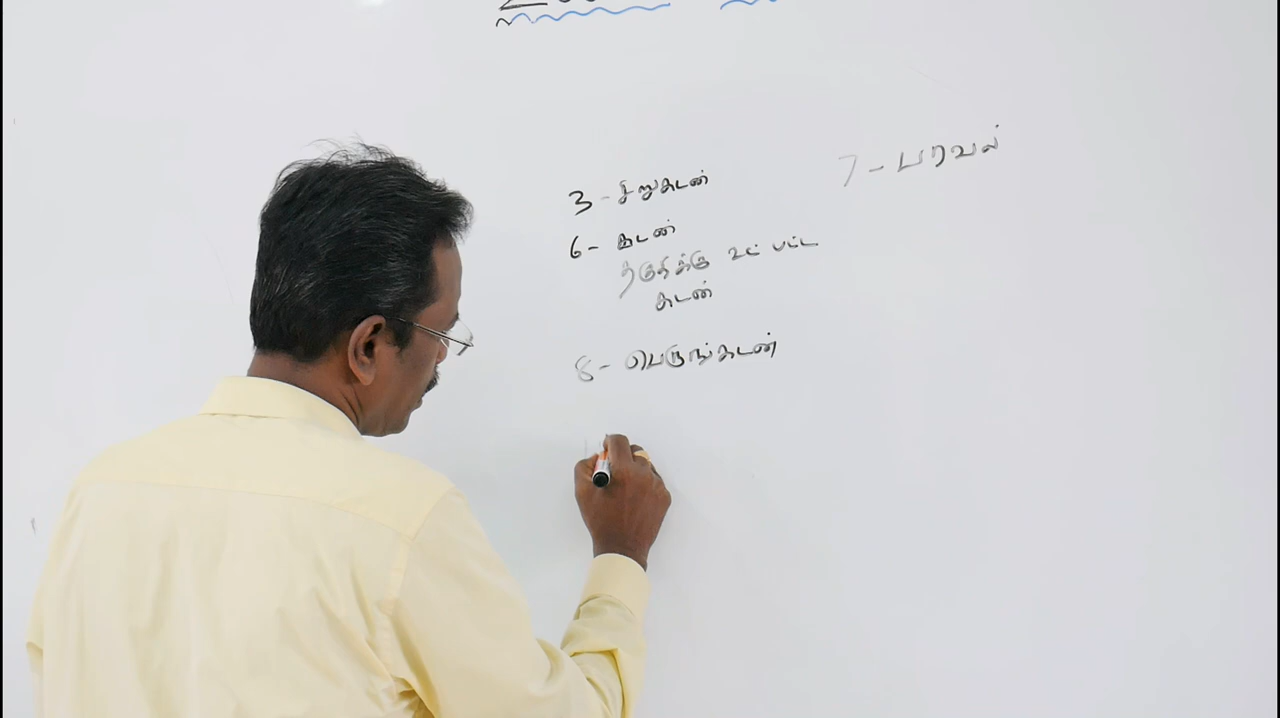 3 - சிறுகடன்
7 - பரவல்
6 - கடன்
தகுதிக்கு உட்பட்ட
கடன்
8 - பெருங்கடன்